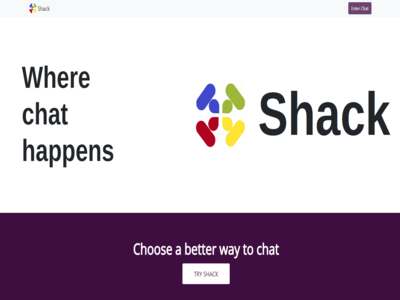 Shack
Enter Chat
Where
chat
happens
Shack
Choose a better way to chat
TRY SHACK